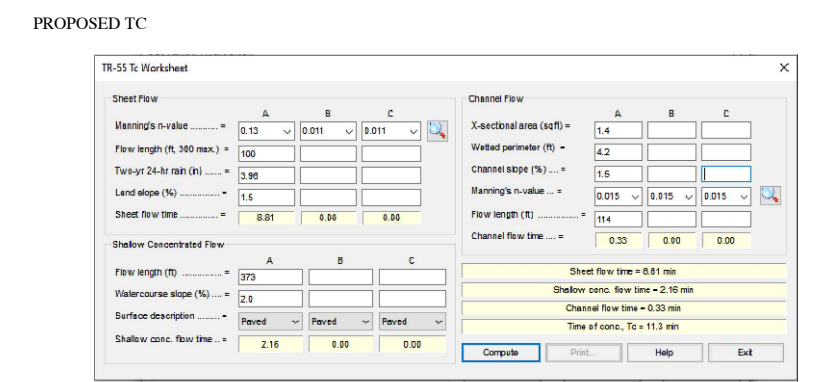 PROPOSED TC
TR-55 Tc Worksheet
Sheet Flow
A B C
Manning's n-value ........... = 0.13 0.011 0.011
Flow length (ft, 300 max.) = 100
Two-yr 24-hr rain (in) ....... = 3.96
Land slope (%) ................ = 1.5
Sheet flow time ............... = 8.81 0.00 0.00
Shallow Concentrated Flow
A B C
Flow length (ft) ................ = 373
Watercourse slope (%) .... = 2.0
Surface description ......... = Paved Paved Paved
Shallow conc. flow time .. = 2.16 0.00 0.00
Channel Flow
A B C
X-sectional area (sqft) = 1.4
Wetted perimeter (ft) = 4.2
Channel slope (%) .... = 1.5
Manning's n-value ... = 0.015 0.015 0.015
Flow length (ft) ................ = 114
Channel flow time .... = 0.33 0.00 0.00
Sheet flow time = 8.81 min
Shallow conc. flow time = 2.16 min
Channel flow time = 0.33 min
Time of conc., Tc = 11.3 min
Compute Print... Help Exit